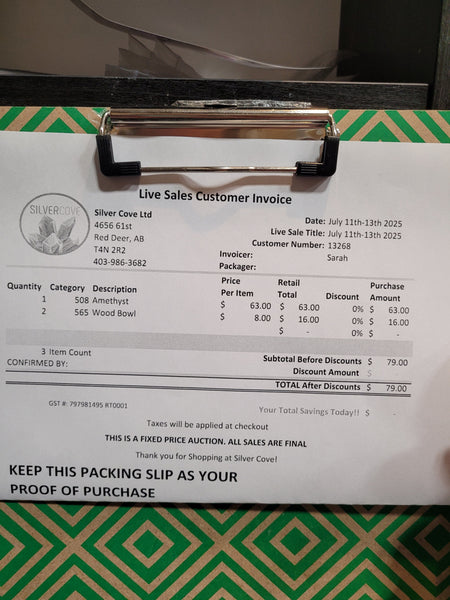 Live Sales Customer Invoice
SILVERCOVE
Silver Cove Ltd
4656 61st
Red Deer, AB
T4N 2R2
403-986-3682
Date: July 11th-13th 2025
Live Sale Title: July 11th-13th 2025
Customer Number: 13268
Invoicer: Sarah
Packager:
Quantity Category Description Price Per Item Retail Total Discount Purchase Amount
1 508 Amethyst $ 63.00 $ 63.00 0% $ 63.00
2 565 Wood Bowl $ 8.00 $ 16.00 0% $ 16.00
$ - 0% $ -
3 Item Count
Subtotal Before Discounts $ 79.00
CONFIRMED BY:
Discount Amount $
TOTAL After Discounts $ 79.00
GST #: 797981495 RT0001
Your Total Savings Today!! $ -
Taxes will be applied at checkout
THIS IS A FIXED PRICE AUCTION. ALL SALES ARE FINAL
Thank you for Shopping at Silver Cove!
KEEP THIS PACKING SLIP AS YOUR
PROOF OF PURCHASE